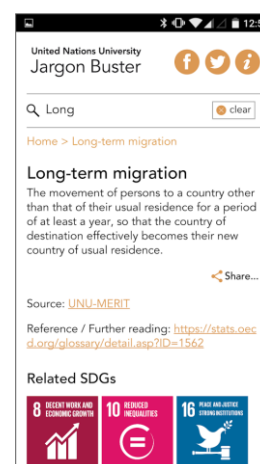 12:5
United Nations University
Jargon Buster
f
i
Long
clear
Home > Long-term migration
Long-term migration
The movement of persons to a country other
than that of their usual residence for a period
of at least a year, so that the country of
destination effectively becomes their new
country of usual residence.
Share...
Source: UNU-MERIT
Reference / Further reading: https://stats.oec
d.org/glossary/detail.asp?ID=1562
Related SDGs
8 DECENT WORK AND
ECONOMIC GROWTH
10 REDUCED
INEQUALITIES
16 PEACE AND JUSTICE
STRONG INSTITUTIONS